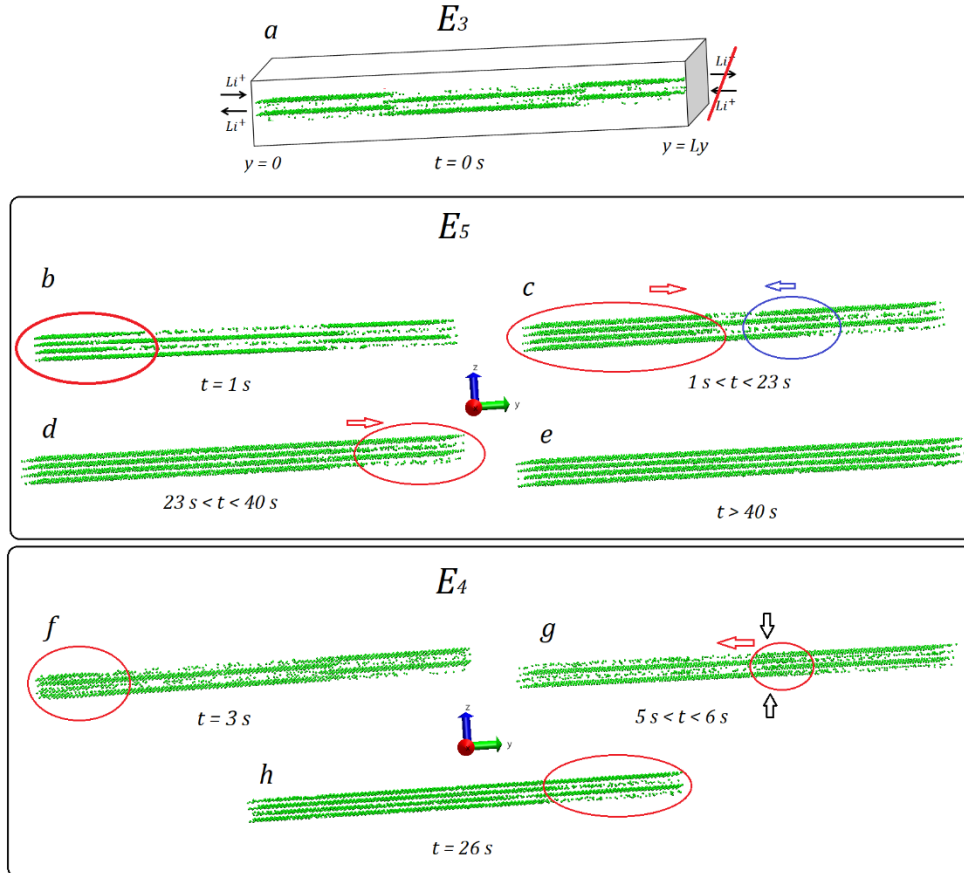 a
E3
Li+
Li+
Li+
Li+
y = 0
t=0 s
y = Ly
E5
b
t = 1 s
c
1 s < t < 23 s
z
y
d
23 s < t < 40 s
e
t > 40 s
E4
f
t = 3 s
g
5 s < t < 6 s
z
y
h
t = 26 s